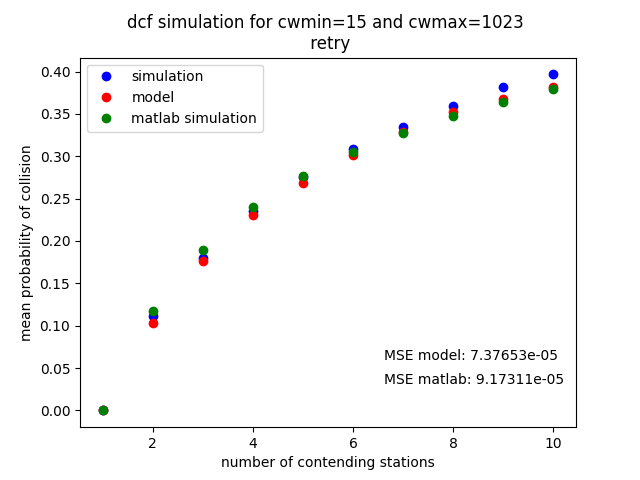 dcf simulation for cwmin=15 and cwmax=1023
retry
simulation
model
matlab simulation
0.40
0.35
0.30
0.25
0.20
0.15
0.10
0.05
0.00
mean probability of collision
MSE model: 7.37653e-05
MSE matlab: 9.17311e-05
2 4 6 8 10
number of contending stations